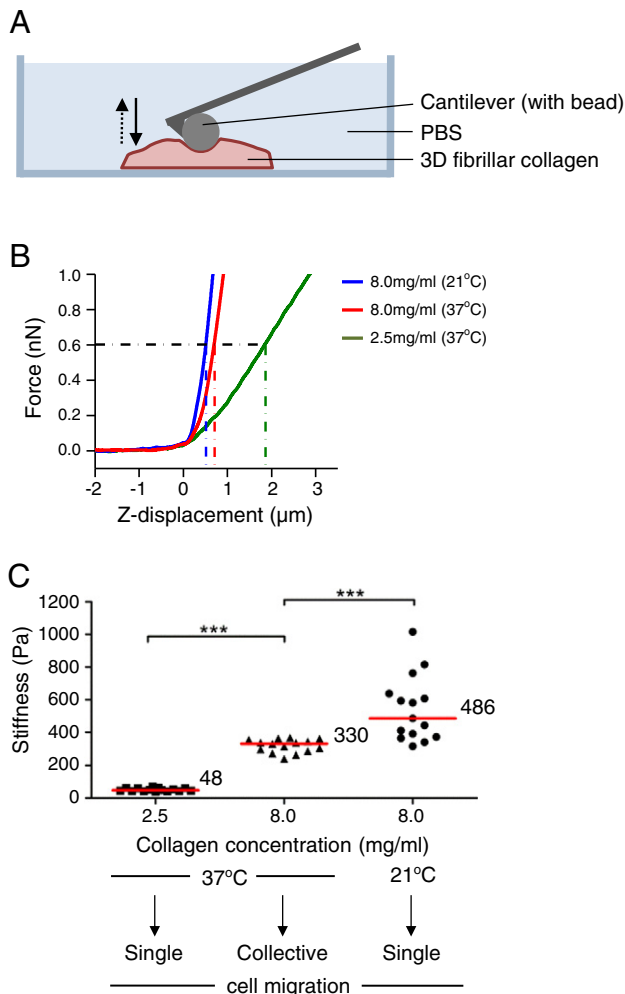 A
Cantilever (with bead)
PBS
3D fibrillar collagen
B
1.0
0.8
0.6
0.4
0.2
0.0
Force (nN)
-2 -1 0 1 2 3
Z-displacement (µm)
8.0mg/ml (21°C)
8.0mg/ml (37°C)
2.5mg/ml (37°C)
C
1200
1000
800
600
400
200
0
Stiffness (Pa)
*** ***
48 330 486
2.5 8.0 8.0
Collagen concentration (mg/ml)
37°C 21°C
Single Collective Single
cell migration